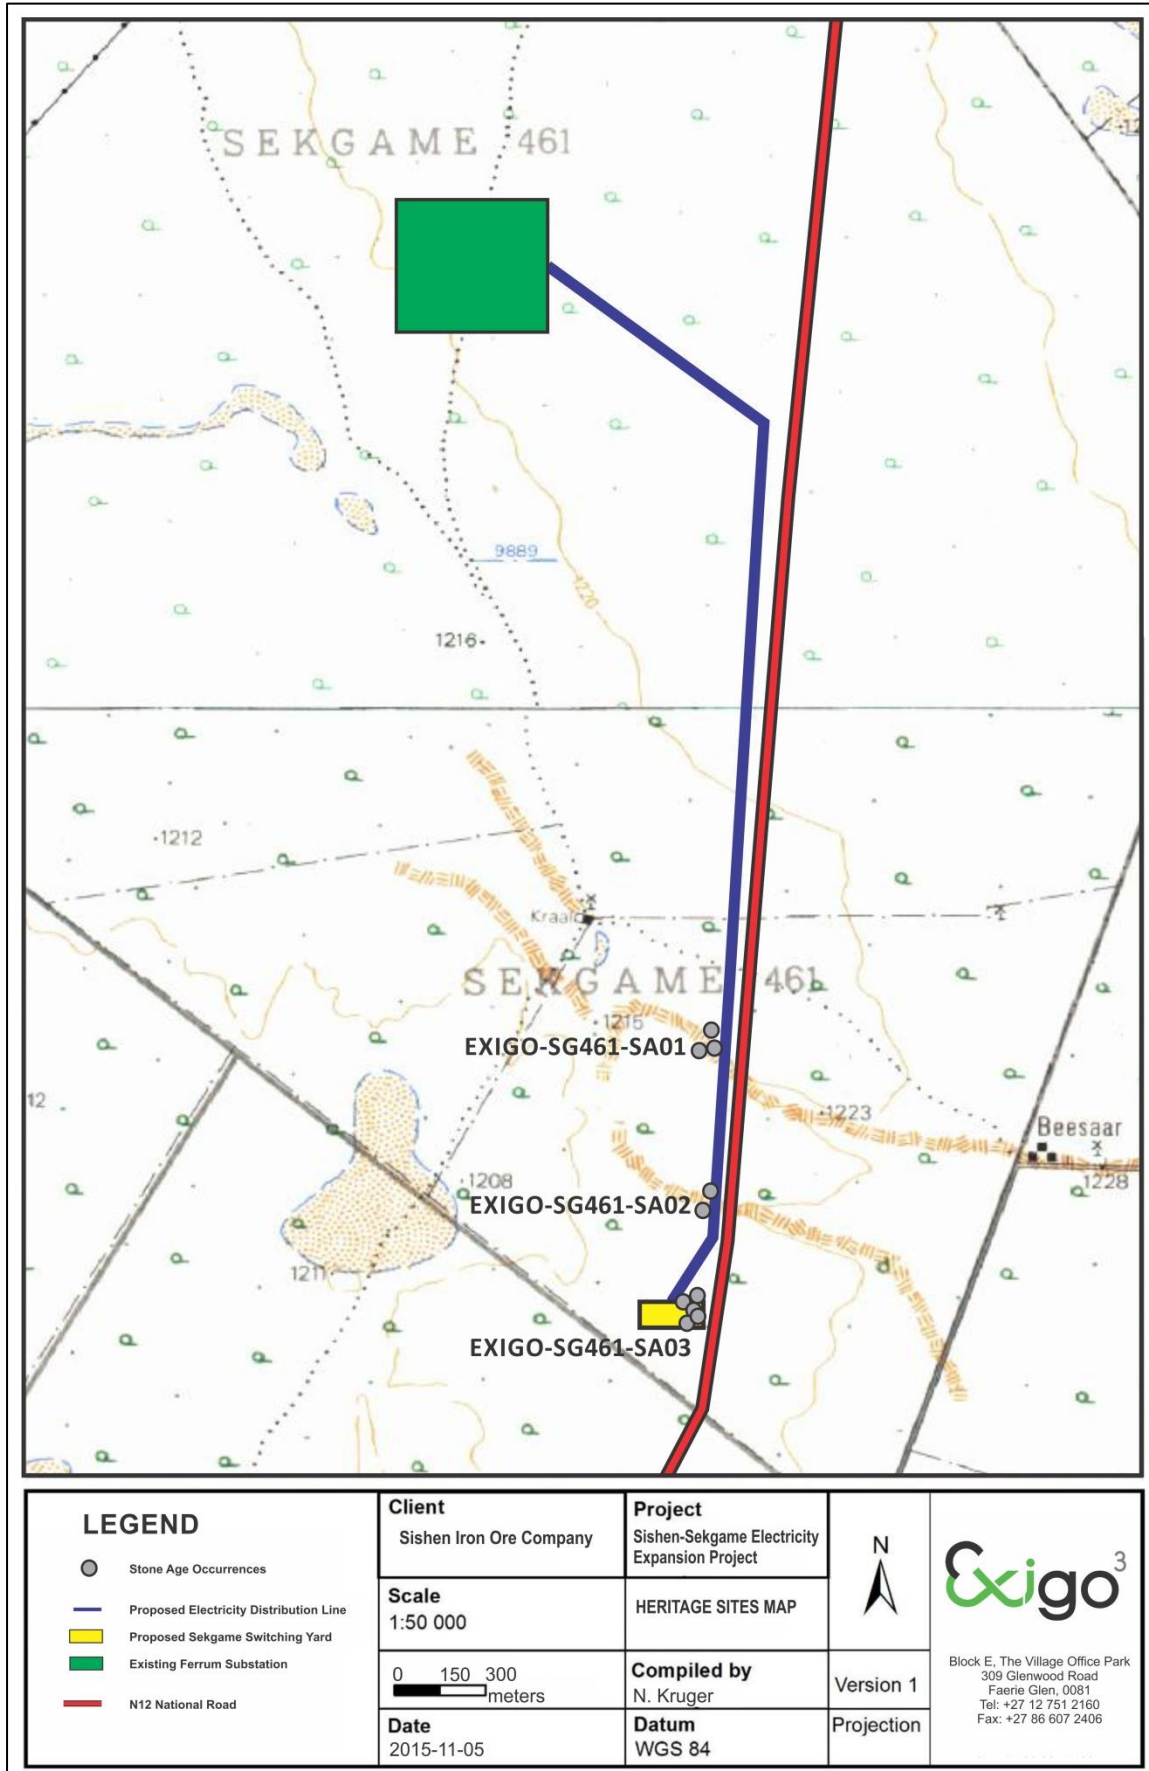 SEKGAME 461
9889
1220
1216
1212
Kraal
SEKGAME 461
1215
EXIGO-SG461-SA01
12
1223
Beesaar
1208
EXIGO-SG461-SA02
1228
1211
EXIGO-SG461-SA03
LEGEND
Stone Age Occurrences
Proposed Electricity Distribution Line
Proposed Sekgame Switching Yard
Existing Ferrum Substation
N12 National Road
Client
Sishen Iron Ore Company
Project
Sishen-Sekgame Electricity
Expansion Project
Scale
1:50 000
HERITAGE SITES MAP
0 150 300
meters
Compiled by
N. Kruger
Date
2015-11-05
Datum
WGS 84
N
Version 1
Projection
Exigo3
Block E, The Village Office Park
309 Glenwood Road
Faerie Glen, 0081
Tel: +27 12 751 2160
Fax: +27 86 607 2406